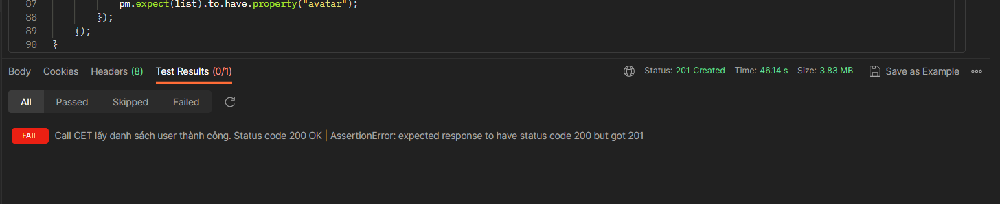 87 pm.expect(list).to.have.property("avatar");
88 });
89 });
90 }
Body Cookies Headers (8) Test Results (0/1) Status: 201 Created Time: 46.14 s Size: 3.83 MB Save as Example
All Passed Skipped Failed
FAIL Call GET lấy danh sách user thành công. Status code 200 OK | AssertionError: expected response to have status code 200 but got 201